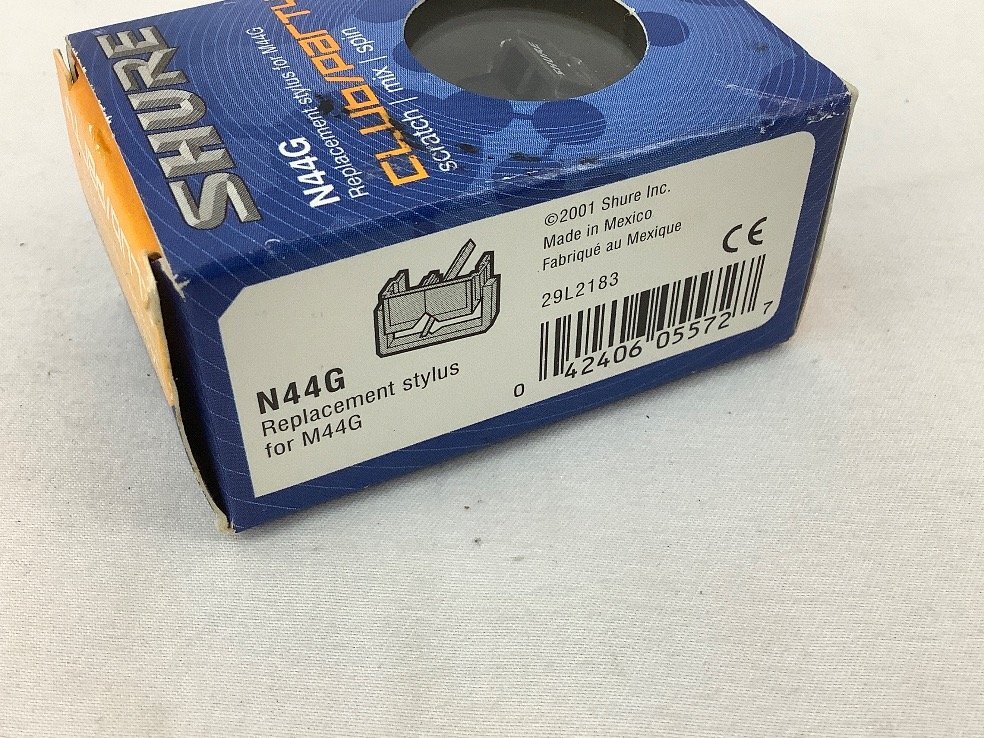 SHURE
N44G
Replacement stylus for M44G
scratch / mix / spin
©2001 Shure Inc.
Made in Mexico
Fabriqué au Mexique
CE
29L2183
0 42406 05572 7
N44G
Replacement stylus
for M44G
SHURE